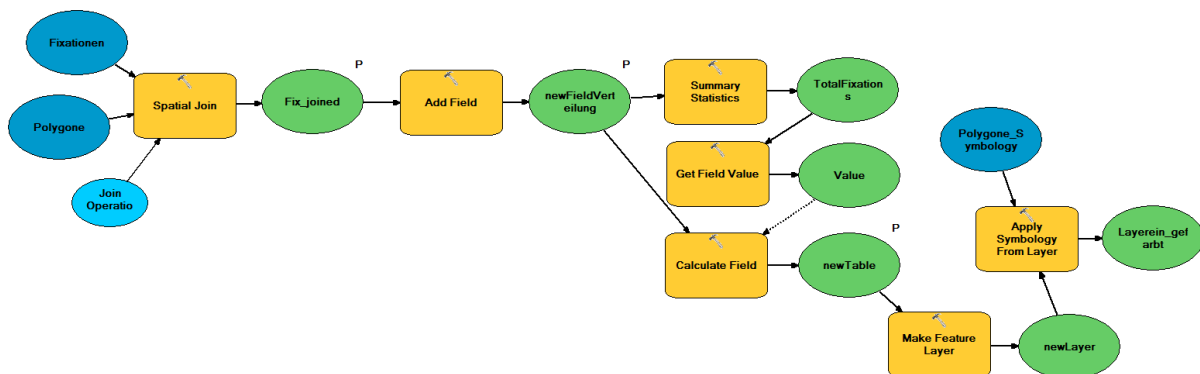 Fixationen
Polygone
Join
Operatio
Spatial Join
Fix_joined
P
Add Field
newFieldVert
eilung
P
Summary
Statistics
TotalFixation
s
Get Field Value
Value
Calculate Field
newTable
P
Make Feature
Layer
newLayer
Polygone_S
ymbology
Apply
Symbology
From Layer
Layerein_gef
arbt